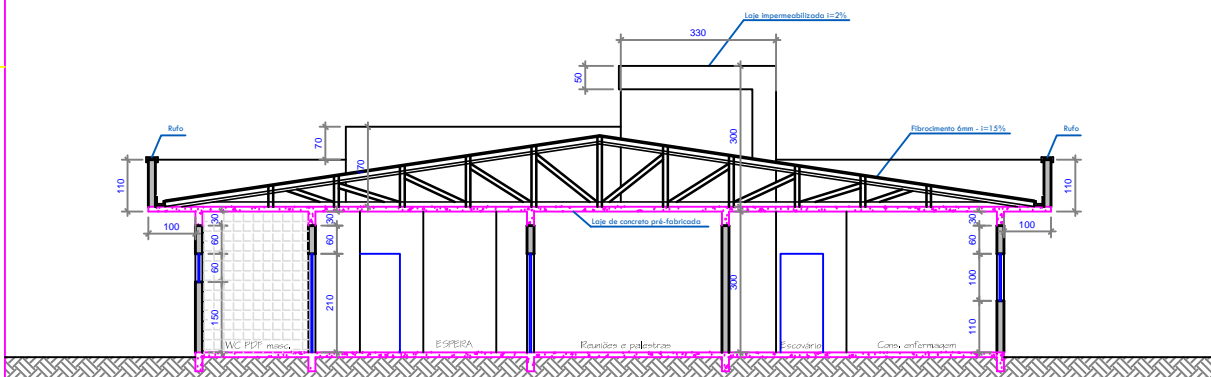 Laje impermeabilizada i=2%
330
50
Rufo
70
300
Fibrocimento 6mm - i=15%
Rufo
110
110
30
30
Laje de concreto pré-fabricada
30
100
100
60
60
60
60
210
300
100
150
110
WC PDF masc.
ESPERA
Reuniões e palestras
Escovário
Cons. enfermagem